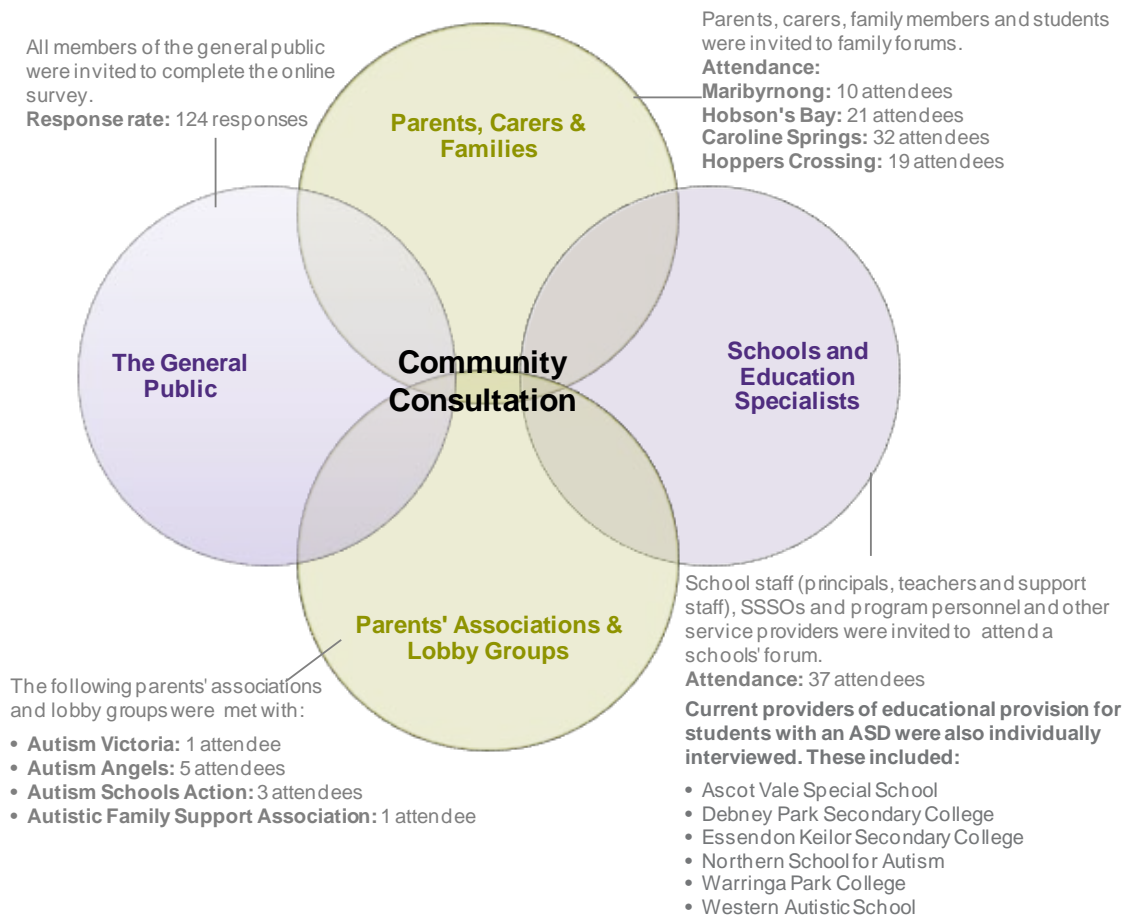 All members of the general public
were invited to complete the online
survey.
Response rate: 124 responses
Parents, carers, family members and students
were invited to family forums.
Attendance:
Maribyrnong: 10 attendees
Hobson's Bay: 21 attendees
Caroline Springs: 32 attendees
Hoppers Crossing: 19 attendees
Parents, Carers &
Families
The General
Public
Community
Consultation
Schools and
Education
Specialists
Parents' Associations &
Lobby Groups
The following parents' associations
and lobby groups were met with:
• Autism Victoria: 1 attendee
• Autism Angels: 5 attendees
• Autism Schools Action: 3 attendees
• Autistic Family Support Association: 1 attendee
School staff (principals, teachers and support
staff), SSSOs and program personnel and other
service providers were invited to attend a
schools' forum.
Attendance: 37 attendees
Current providers of educational provision for
students with an ASD were also individually
interviewed. These included:
• Ascot Vale Special School
• Debney Park Secondary College
• Essendon Keilor Secondary College
• Northern School for Autism
• Warringa Park College
• Western Autistic School